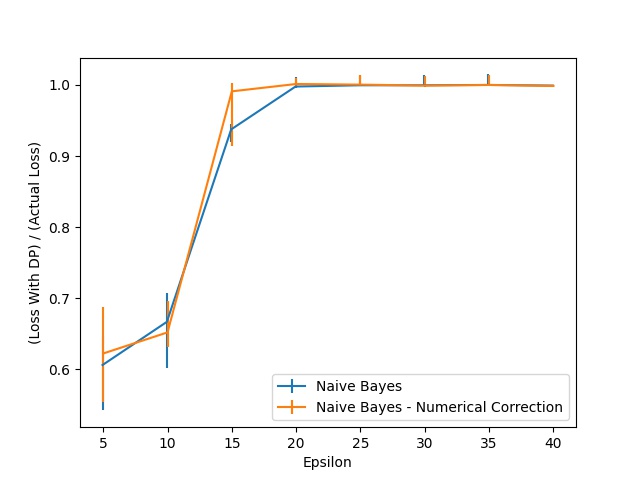 1.0
0.9
0.8
0.7
0.6
(Loss With DP) / (Actual Loss)
Naive Bayes
Naive Bayes - Numerical Correction
5 10 15 20 25 30 35 40
Epsilon